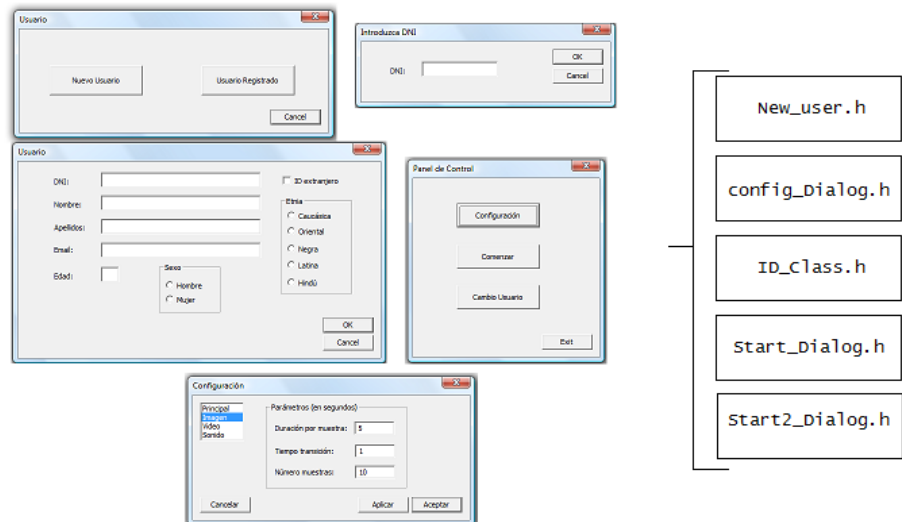 Usuario
Nuevo Usuario
Usuario Registrado
Cancel
Introduzca DNI
DNI:
OK
Cancel
Usuario
DNI:
ID extranjero
Nombre:
Apellidos:
Email:
Edad:
Sexo
Hombre
Mujer
Etnia
Caucásica
Oriental
Negra
Latina
Hindú
OK
Cancel
Panel de Control
Configuración
Comenzar
Cambio Usuario
Exit
Configuración
Principal
Imagen
Video
Sonido
Parámetros (en segundos)
Duración por muestra: 5
Tiempo transición: 1
Número muestras: 10
Cancelar
Aplicar
Aceptar
New_user.h
config_Dialog.h
ID_Class.h
Start_Dialog.h
Start2_Dialog.h